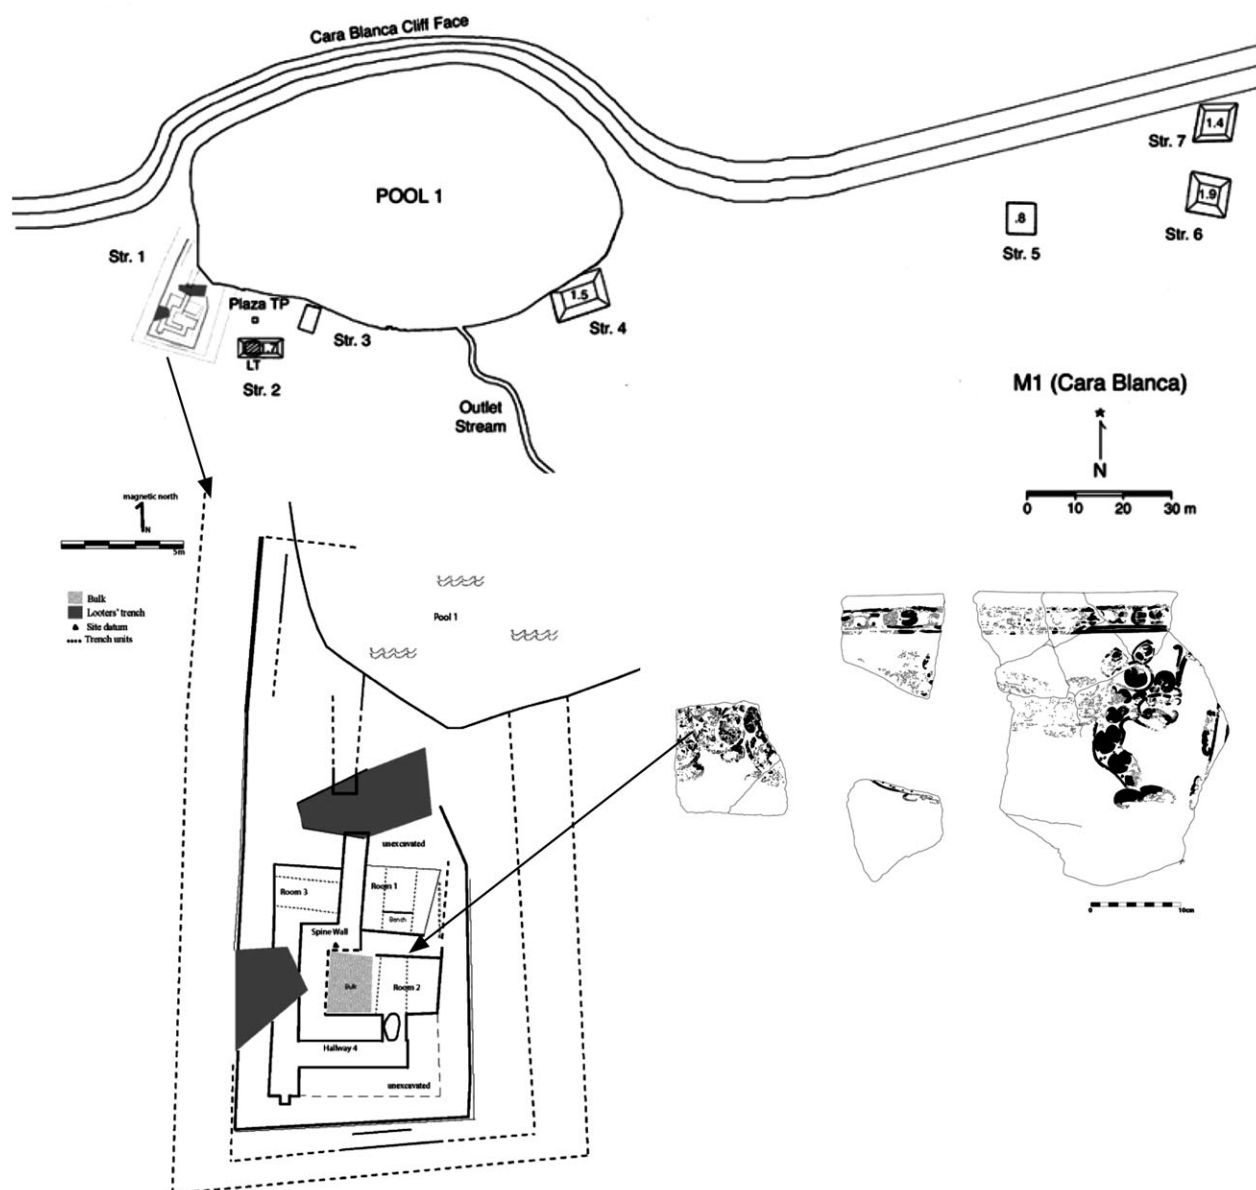 Cara Blanca Cliff Face
POOL 1
Str. 1
Plaza TP
LT
Str. 2
Str. 3
1.5
Str. 4
Outlet
Stream
.8
Str. 5
1.4
Str. 7
1.9
Str. 6
M1 (Cara Blanca)
N
0 10 20 30 m
magnetic north
N
5m
Bulk
Looters' trench
Site datum
Trench units
Pool 1
unexcavated
Room 3
Room 1
Bench
Spine Wall
Bulk
Room 2
Hallway 4
unexcavated
0 10cm